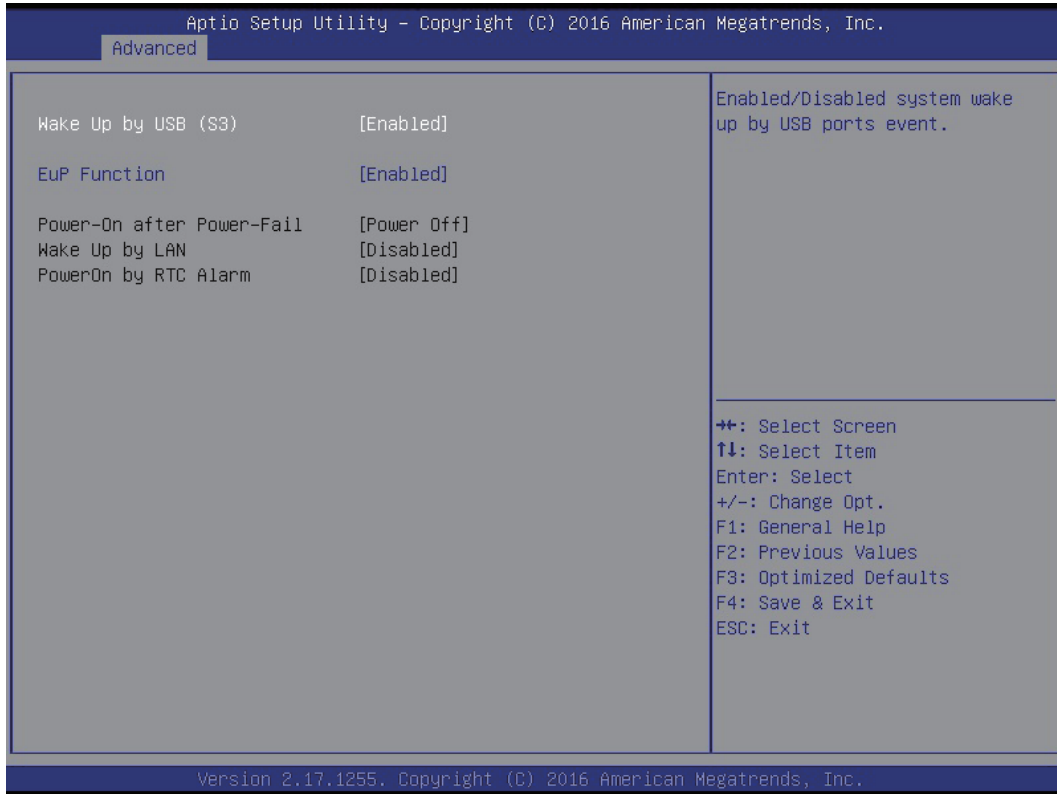 Aptio Setup Utility – Copyright (C) 2016 American Megatrends, Inc.
Advanced
Wake Up by USB (S3) [Enabled]
EuP Function [Enabled]
Power-On after Power-Fail [Power Off]
Wake Up by LAN [Disabled]
PowerOn by RTC Alarm [Disabled]
Enabled/Disabled system wake
up by USB ports event.
→←: Select Screen
↑↓: Select Item
Enter: Select
+/-: Change Opt.
F1: General Help
F2: Previous Values
F3: Optimized Defaults
F4: Save & Exit
ESC: Exit
Version 2.17.1255. Copyright (C) 2016 American Megatrends, Inc.